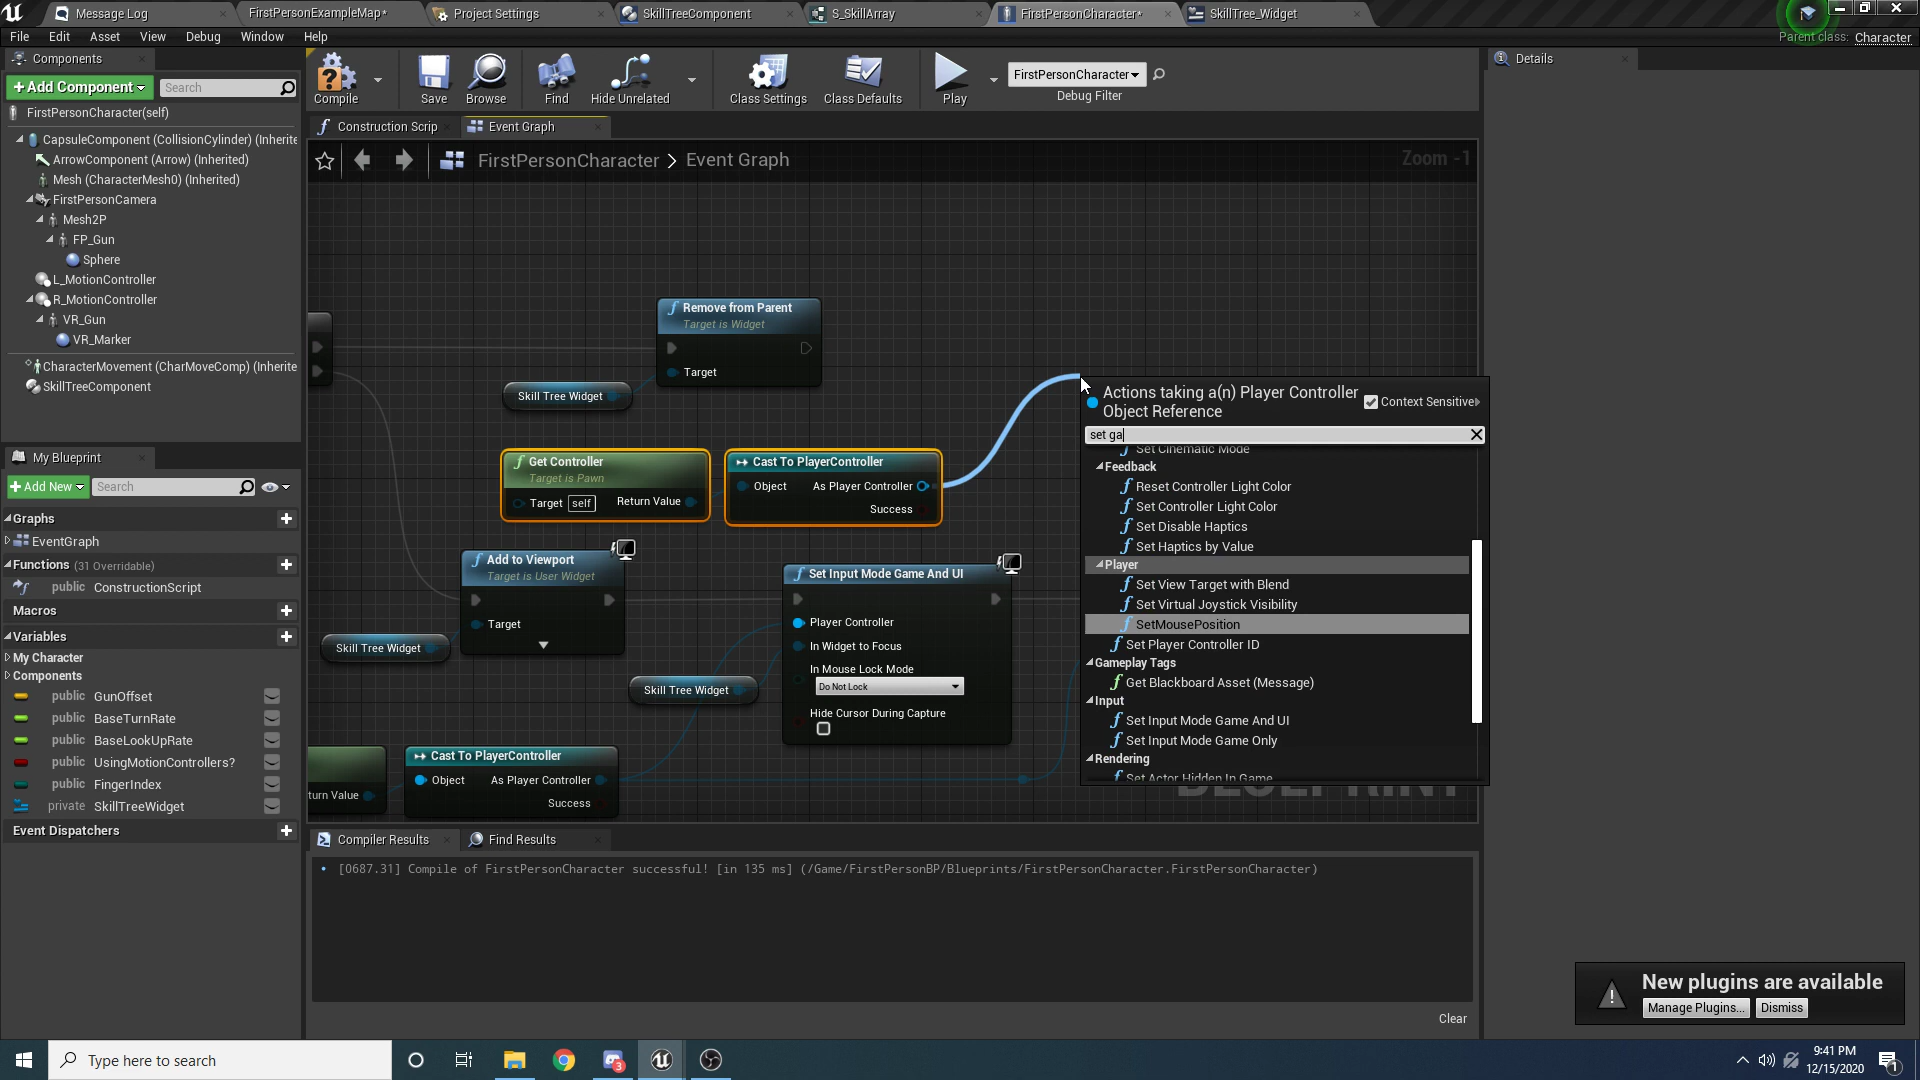 Message Log
FirstPersonExampleMap*
Project Settings
SkillTreeComponent
S_SkillArray
FirstPersonCharacter*
SkillTree_Widget
File
Edit
Asset
View
Debug
Window
Help
Parent class: Character
Components
+Add Component
Search
FirstPersonCharacter(self)
CapsuleComponent (CollisionCylinder) (Inherite
ArrowComponent (Arrow) (Inherited)
Mesh (CharacterMesh0) (Inherited)
FirstPersonCamera
Mesh2P
FP_Gun
Sphere
L_MotionController
R_MotionController
VR_Gun
VR_Marker
CharacterMovement (CharMoveComp) (Inherite
SkillTreeComponent
Compile
Save
Browse
Find
Hide Unrelated
Class Settings
Class Defaults
Play
FirstPersonCharacter
Debug Filter
Details
Construction Scrip
Event Graph
FirstPersonCharacter > Event Graph
Zoom -1
Remove from Parent
Target is Widget
Target
Skill Tree Widget
Get Controller
Target is Pawn
Target self
Return Value
Cast To PlayerController
Object
As Player Controller
Success
Add to Viewport
Target is User Widget
Target
Skill Tree Widget
Set Input Mode Game And UI
Player Controller
In Widget to Focus
In Mouse Lock Mode
Do Not Lock
Hide Cursor During Capture
Skill Tree Widget
turn Value
Cast To PlayerController
Object
As Player Controller
Success
Actions taking a(n) Player Controller
Object Reference
Context Sensitive
set ga
Set Cinematic Mode
Feedback
Reset Controller Light Color
Set Controller Light Color
Set Disable Haptics
Set Haptics by Value
Player
Set View Target with Blend
Set Virtual Joystick Visibility
SetMousePosition
Set Player Controller ID
Gameplay Tags
Get Blackboard Asset (Message)
Input
Set Input Mode Game And UI
Set Input Mode Game Only
Rendering
Set Actor Hidden In Game
BLUEPRINT
My Blueprint
+Add New
Search
Graphs
EventGraph
Functions (31 Overridable)
public ConstructionScript
Macros
Variables
My Character
Components
public GunOffset
public BaseTurnRate
public BaseLookUpRate
public UsingMotionControllers?
public FingerIndex
private SkillTreeWidget
Event Dispatchers
Compiler Results
Find Results
[0687.31] Compile of FirstPersonCharacter successful! [in 135 ms] (/Game/FirstPersonBP/Blueprints/FirstPersonCharacter.FirstPersonCharacter)
Clear
New plugins are available
Manage Plugins...
Dismiss
Type here to search
3
9:41 PM
12/15/2020
1